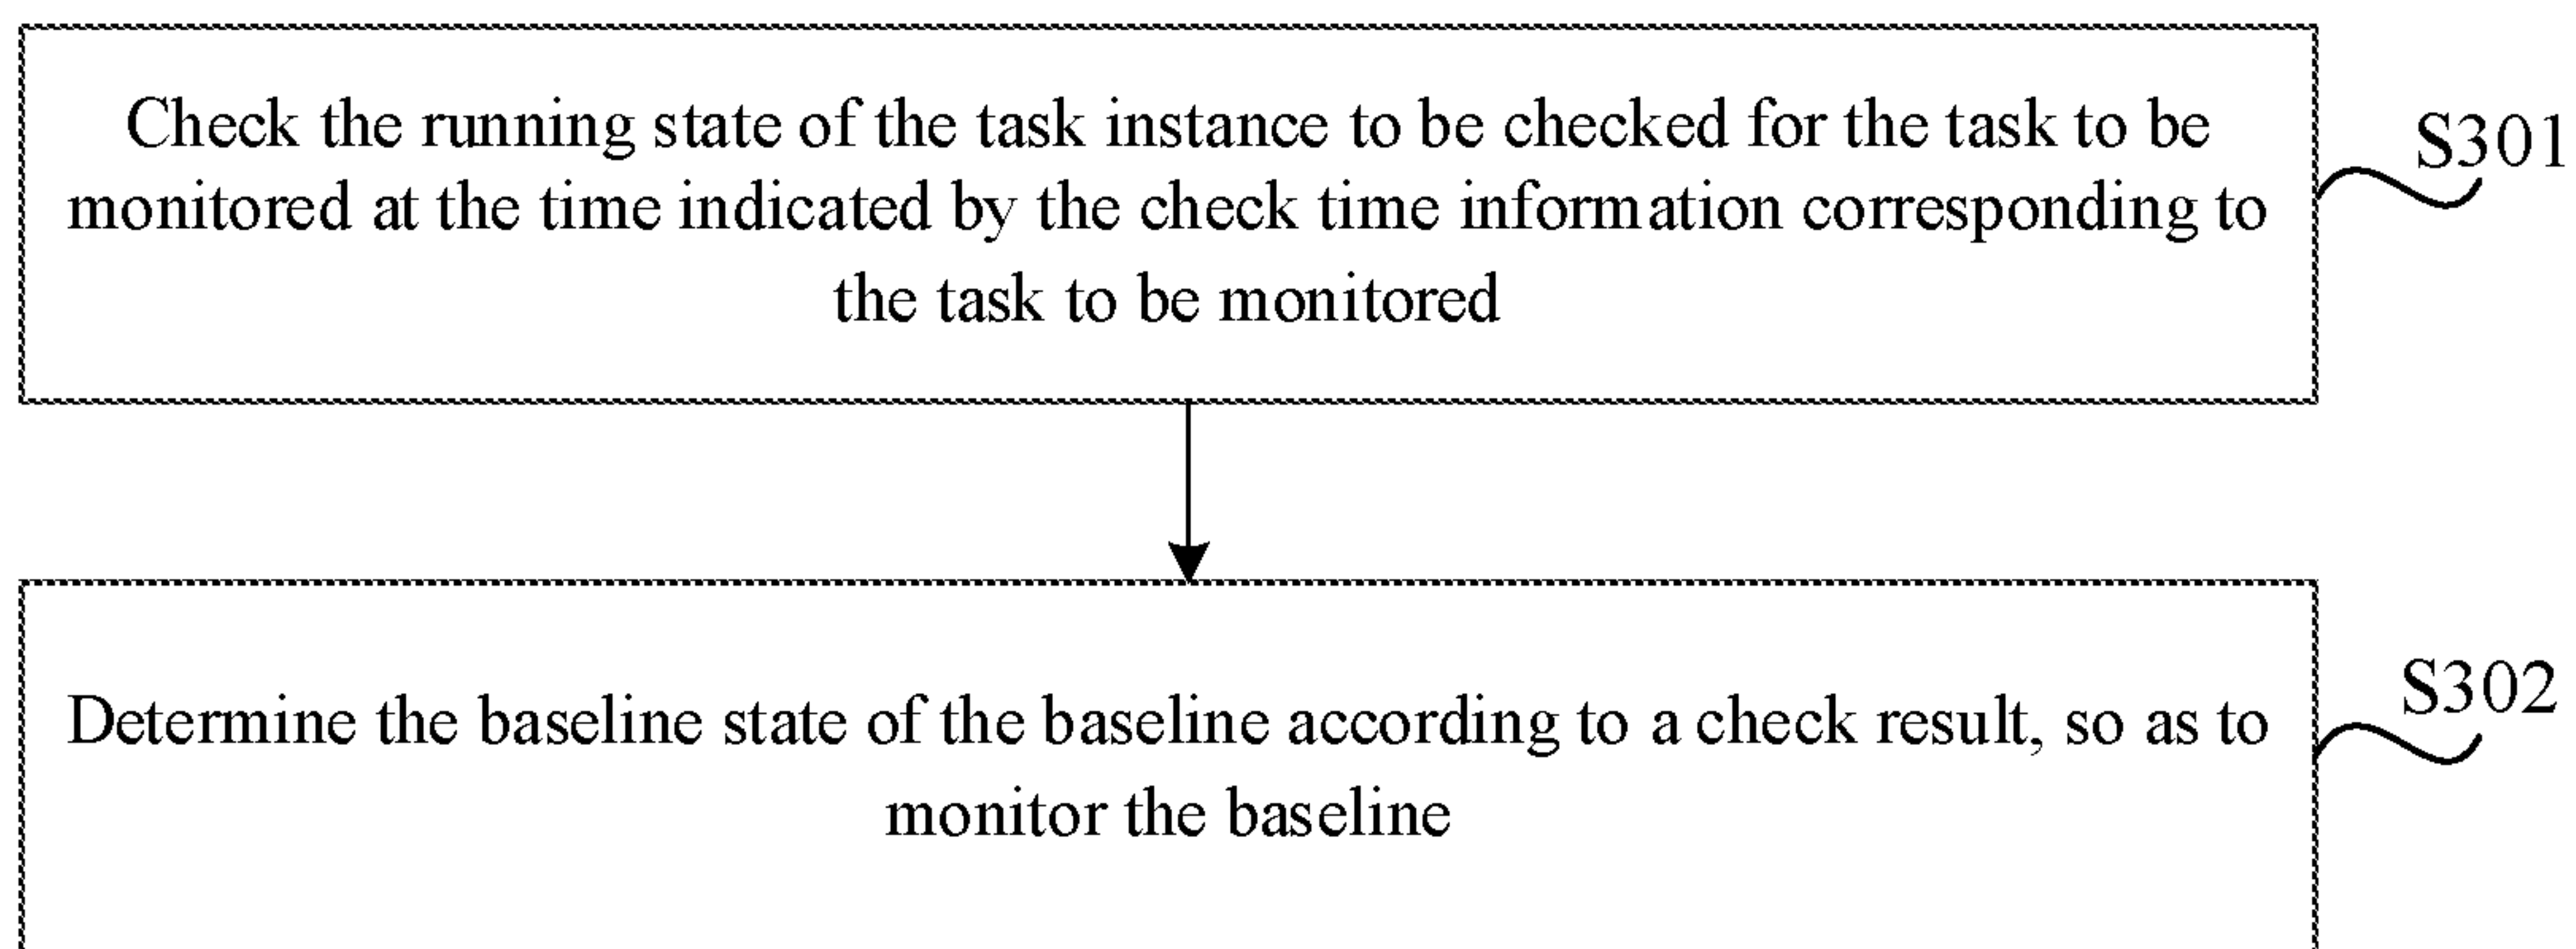 Check the running state of the task instance to be checked for the task to be
monitored at the time indicated by the check time information corresponding to
the task to be monitored
S301
Determine the baseline state of the baseline according to a check result, so as to
monitor the baseline
S302